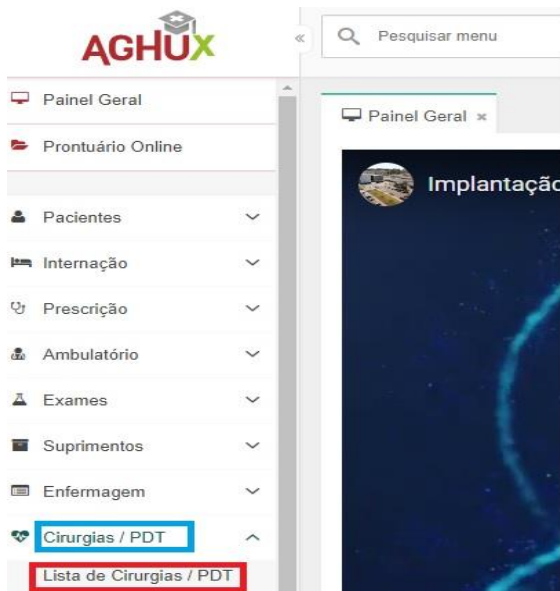 AGHUX
«
Pesquisar menu
Painel Geral
Prontuário Online
Painel Geral ×
Implantação
Pacientes
Internação
Prescrição
Ambulatório
Exames
Suprimentos
Enfermagem
Cirurgias / PDT
Lista de Cirurgias / PDT